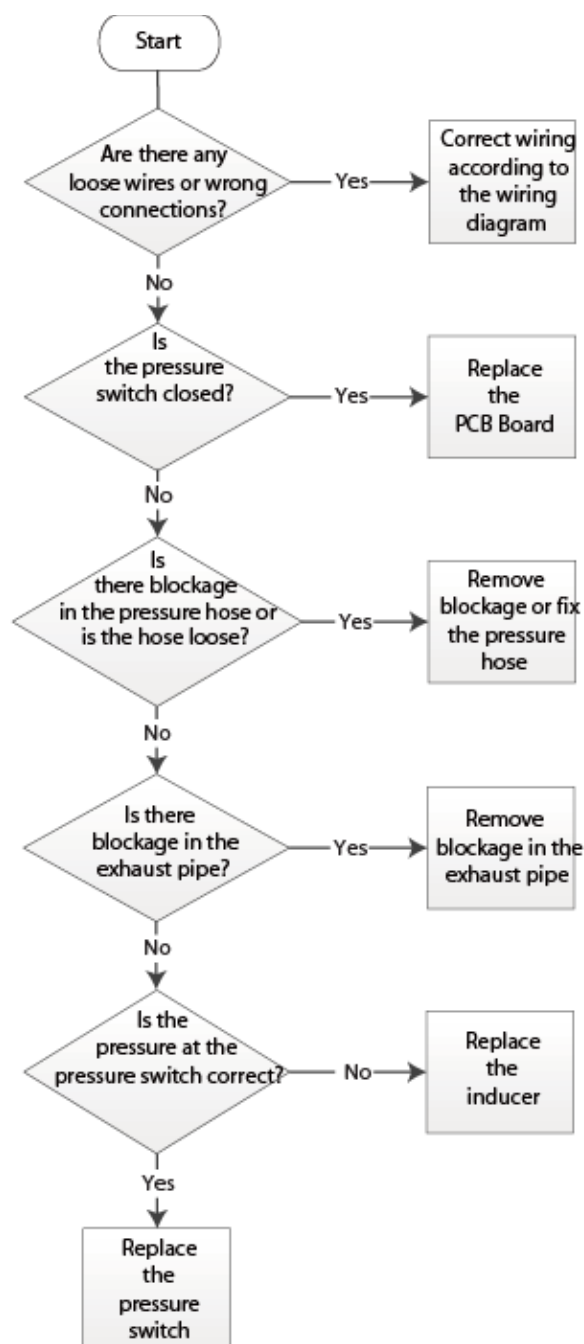 Start
Are there any
loose wires or wrong
connections?
Yes
Correct wiring
according to
the wiring
diagram
No
Is
the pressure
switch closed?
Yes
Replace
the
PCB Board
No
Is
there blockage
in the pressure hose or
is the hose loose?
Yes
Remove
blockage or fix
the pressure
hose
No
Is there
blockage in the
exhaust pipe?
Yes
Remove
blockage in the
exhaust pipe
No
Is the
pressure at the
pressure switch correct?
No
Replace
the
inducer
Yes
Replace
the
pressure
switch